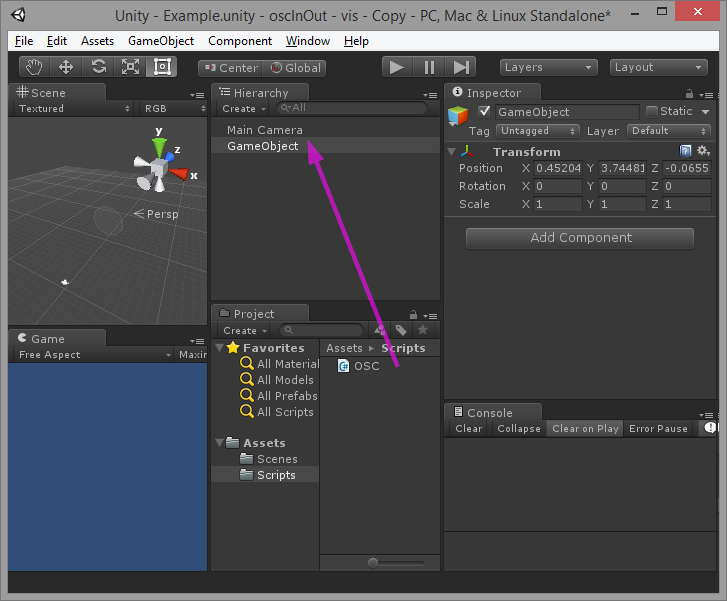 Unity - Example.unity - oscInOut - vis - Copy - PC, Mac & Linux Standalone*
File Edit Assets GameObject Component Window Help
Center Global Layers Layout
Scene
Textured RGB
y
z
x
Persp
Game
Free Aspect
Hierarchy
Create All
Main Camera
GameObject
Project
Create
Favorites
All Material
All Models
All Prefabs
All Scripts
Assets
Scenes
Scripts
Assets Scripts
OSC
Inspector
GameObject Static
Tag Untagged Layer Default
Transform
Position X 0.45204 Y 3.74481 Z -0.0655
Rotation X 0 Y 0 Z 0
Scale X 1 Y 1 Z 1
Add Component
Console
Clear Collapse Clear on Play Error Pause